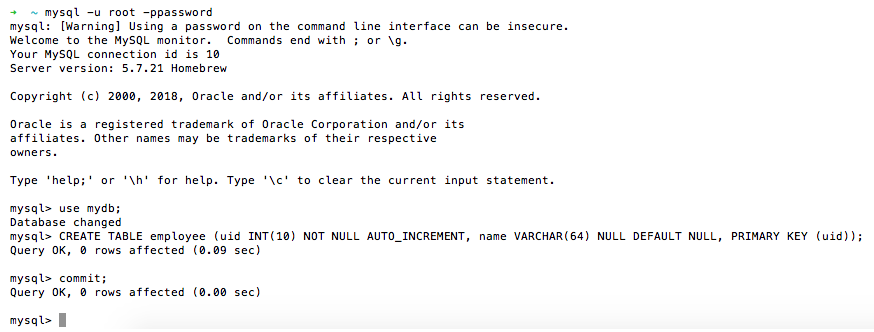 ➜  ~ mysql -u root -ppassword
mysql: [Warning] Using a password on the command line interface can be insecure.
Welcome to the MySQL monitor.  Commands end with ; or \g.
Your MySQL connection id is 10
Server version: 5.7.21 Homebrew

Copyright (c) 2000, 2018, Oracle and/or its affiliates. All rights reserved.

Oracle is a registered trademark of Oracle Corporation and/or its
affiliates. Other names may be trademarks of their respective
owners.

Type 'help;' or '\h' for help. Type '\c' to clear the current input statement.

mysql> use mydb;
Database changed
mysql> CREATE TABLE employee (uid INT(10) NOT NULL AUTO_INCREMENT, name VARCHAR(64) NULL DEFAULT NULL, PRIMARY KEY (uid));
Query OK, 0 rows affected (0.09 sec)

mysql> commit;
Query OK, 0 rows affected (0.00 sec)

mysql>